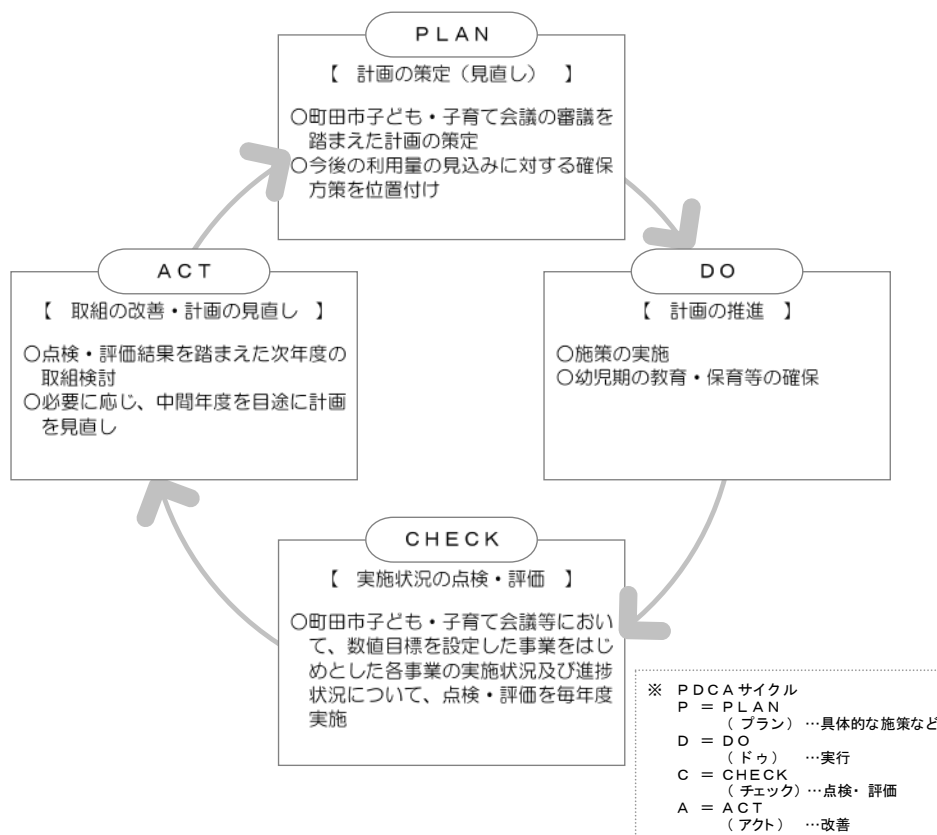 PLAN
【 計画の策定（見直し） 】
○町田市子ども・子育て会議の審議を
踏まえた計画の策定
○今後の利用量の見込みに対する確保
方策を位置付け
ACT
【 取組の改善・計画の見直し 】
○点検・評価結果を踏まえた次年度の
取組検討
○必要に応じ、中間年度を目途に計画
を見直し
DO
【 計画の推進 】
○施策の実施
○幼児期の教育・保育等の確保
CHECK
【 実施状況の点検・評価 】
○町田市子ども・子育て会議等におい
て、数値目標を設定した事業をはじ
めとした各事業の実施状況及び進捗
状況について、点検・評価を毎年度
実施
※ PDCAサイクル
P = PLAN
（プラン） …具体的な施策など
D = DO
（ドゥ） …実行
C = CHECK
（チェック）…点検・評価
A = ACT
（アクト） …改善